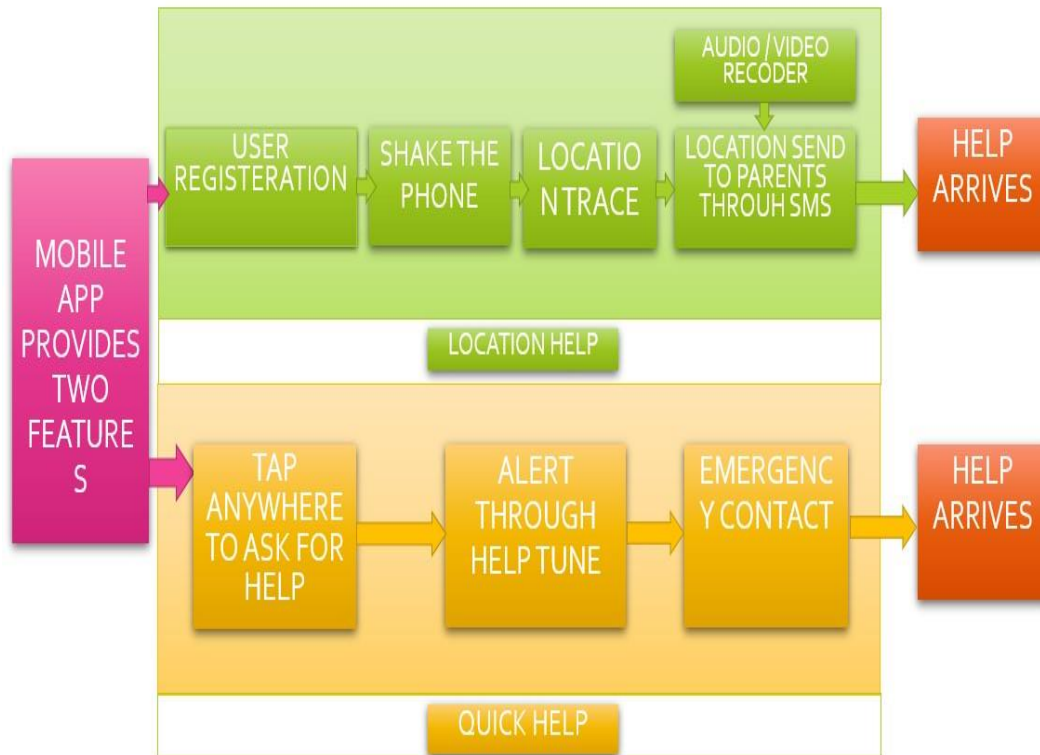 MOBILE
APP
PROVIDES
TWO
FEATURE
S
AUDIO / VIDEO
RECODER
USER
REGISTERATION
SHAKE THE
PHONE
LOCATIO
N TRACE
LOCATION SEND
TO PARENTS
THROUH SMS
HELP
ARRIVES
LOCATION HELP
TAP
ANYWHERE
TO ASK FOR
HELP
ALERT
THROUGH
HELP TUNE
EMERGENC
Y CONTACT
HELP
ARRIVES
QUICK HELP